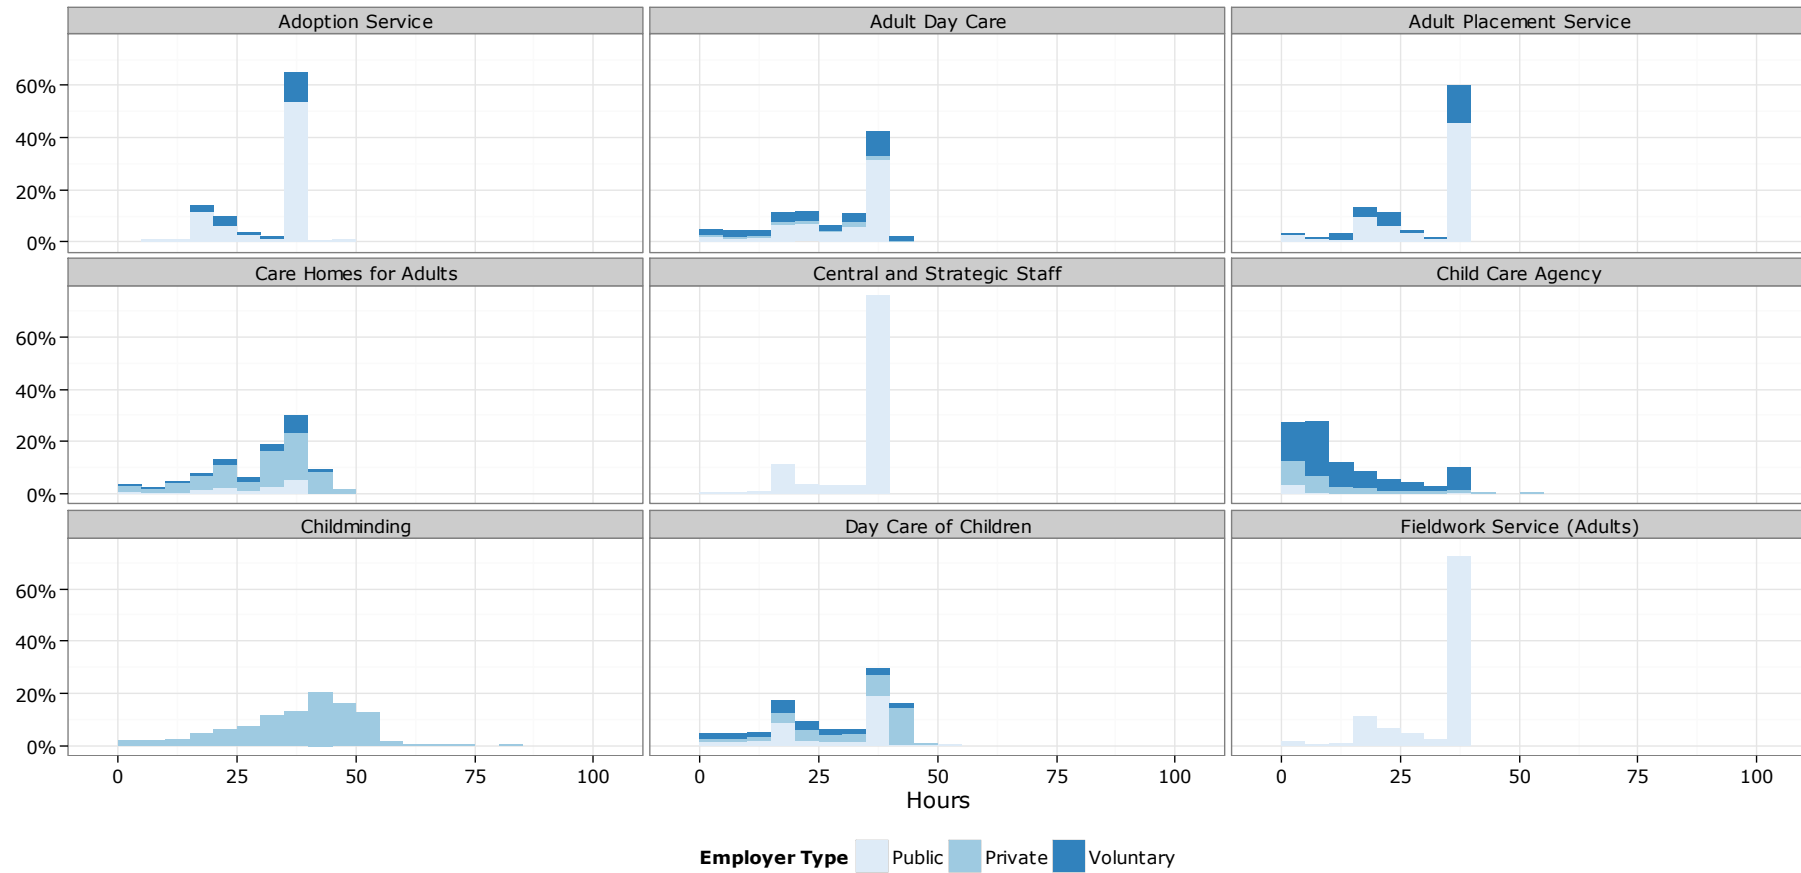 Adoption Service Adult Day Care Adult Placement Service
60%
40%
20%
0%
Care Homes for Adults Central and Strategic Staff Child Care Agency
60%
40%
20%
0%
Childminding Day Care of Children Fieldwork Service (Adults)
60%
40%
20%
0%
0 25 50 75 100 0 25 50 75 100 0 25 50 75 100
Hours
Employer Type Public Private Voluntary